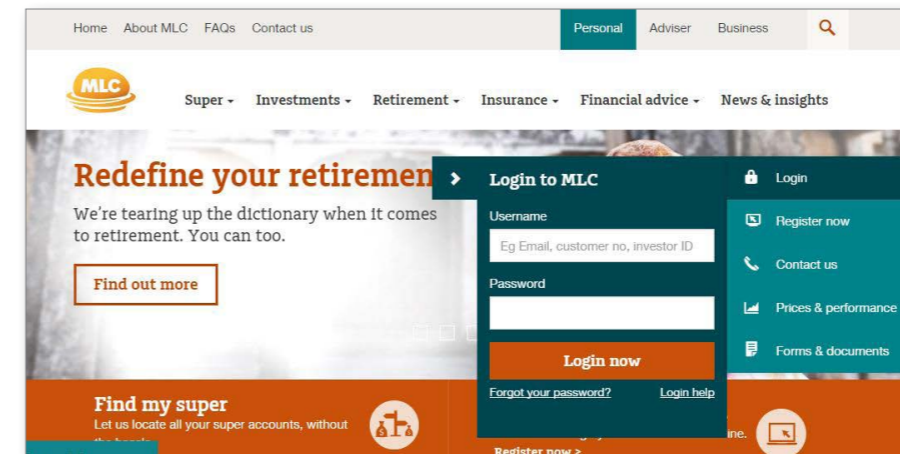 Home About MLC FAQs Contact us Personal Adviser Business
MLC
Super Investments Retirement Insurance Financial advice News & insights
Redefine your retiremen
We're tearing up the dictionary when it comes
to retirement. You can too.
Find out more
Login to MLC
Username
Eg Email, customer no, investor ID
Password
Login now
Forgot your password? Login help
Login
Register now
Contact us
Prices & performance
Forms & documents
Find my super
Let us locate all your super accounts, without
ine.
Register now >